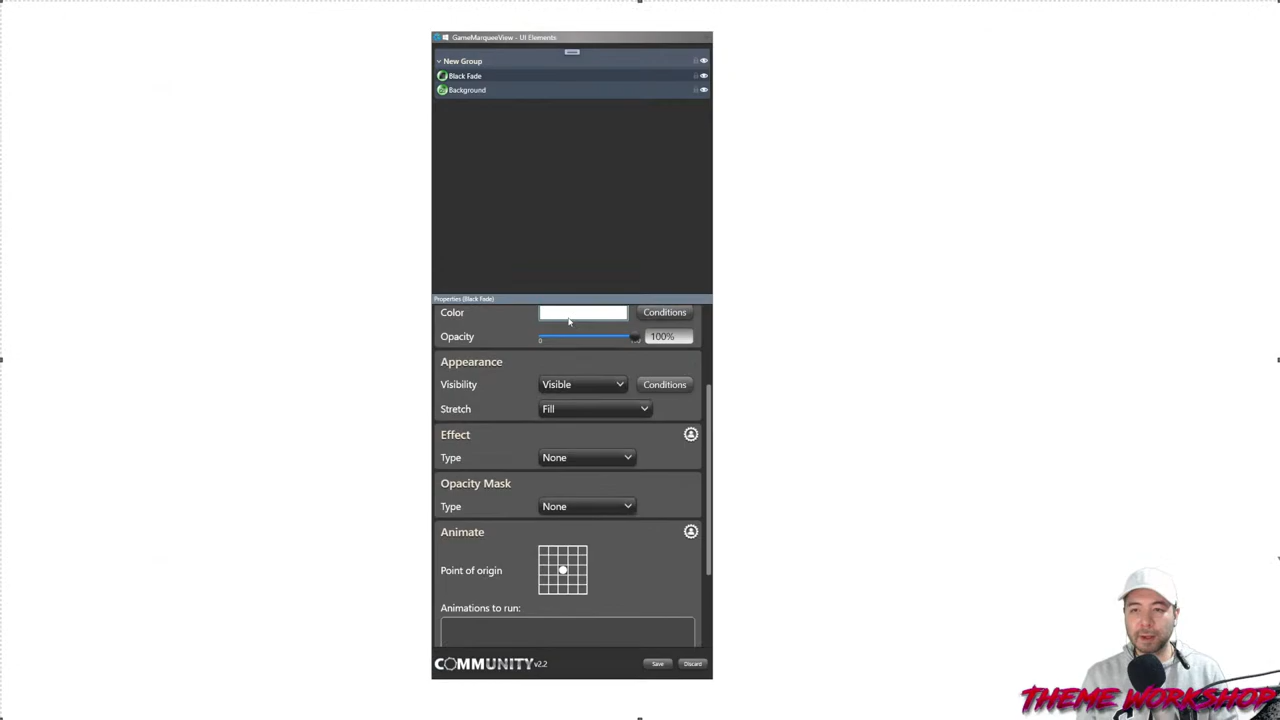 GameMarqueeView - UI Elements
New Group
Black Fade
Background
Properties (Black Fade)
Color
Conditions
Opacity
0
100%
Appearance
Visibility
Visible
Conditions
Stretch
Fill
Effect
Type
None
Opacity Mask
Type
None
Animate
Point of origin
Animations to run:
COMMUNITY v2.2
Save
Discard
THEME WORKSHOP